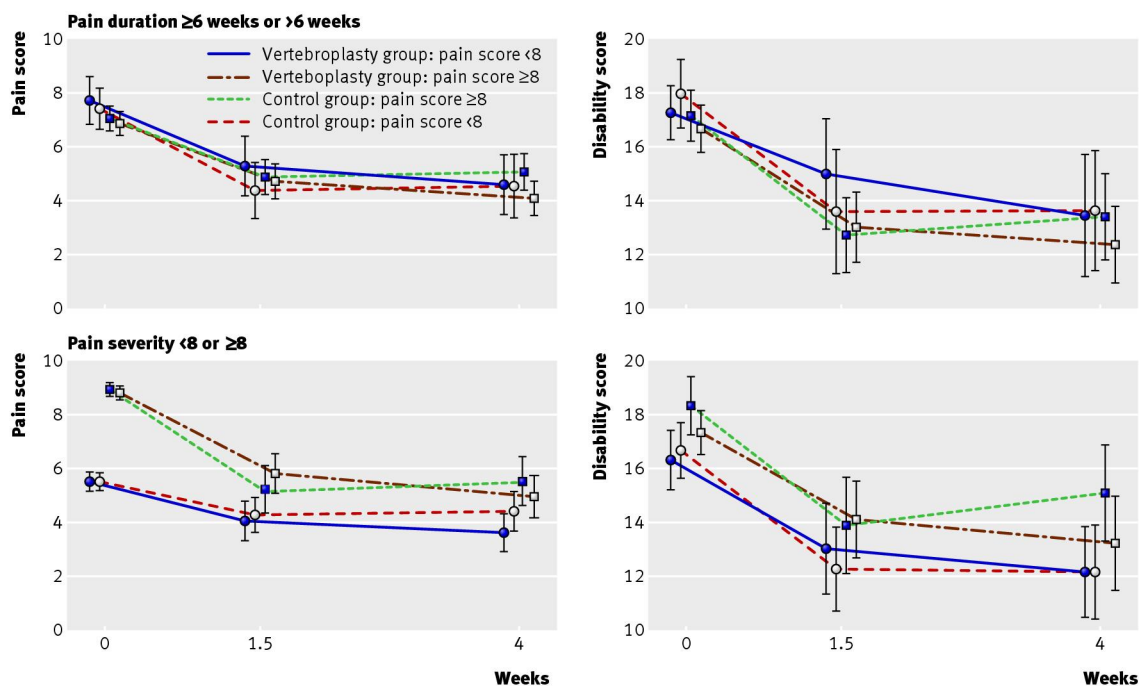 Pain duration ≥6 weeks or >6 weeks
Pain score
10
8
6
4
2
0
Vertebroplasty group: pain score <8
Verteboplasty group: pain score ≥8
Control group: pain score ≥8
Control group: pain score <8
Disability score
20
18
16
14
12
10
Pain severity <8 or ≥8
Pain score
10
8
6
4
2
0
0
1.5
4
Weeks
Disability score
20
18
16
14
12
10
0
1.5
4
Weeks